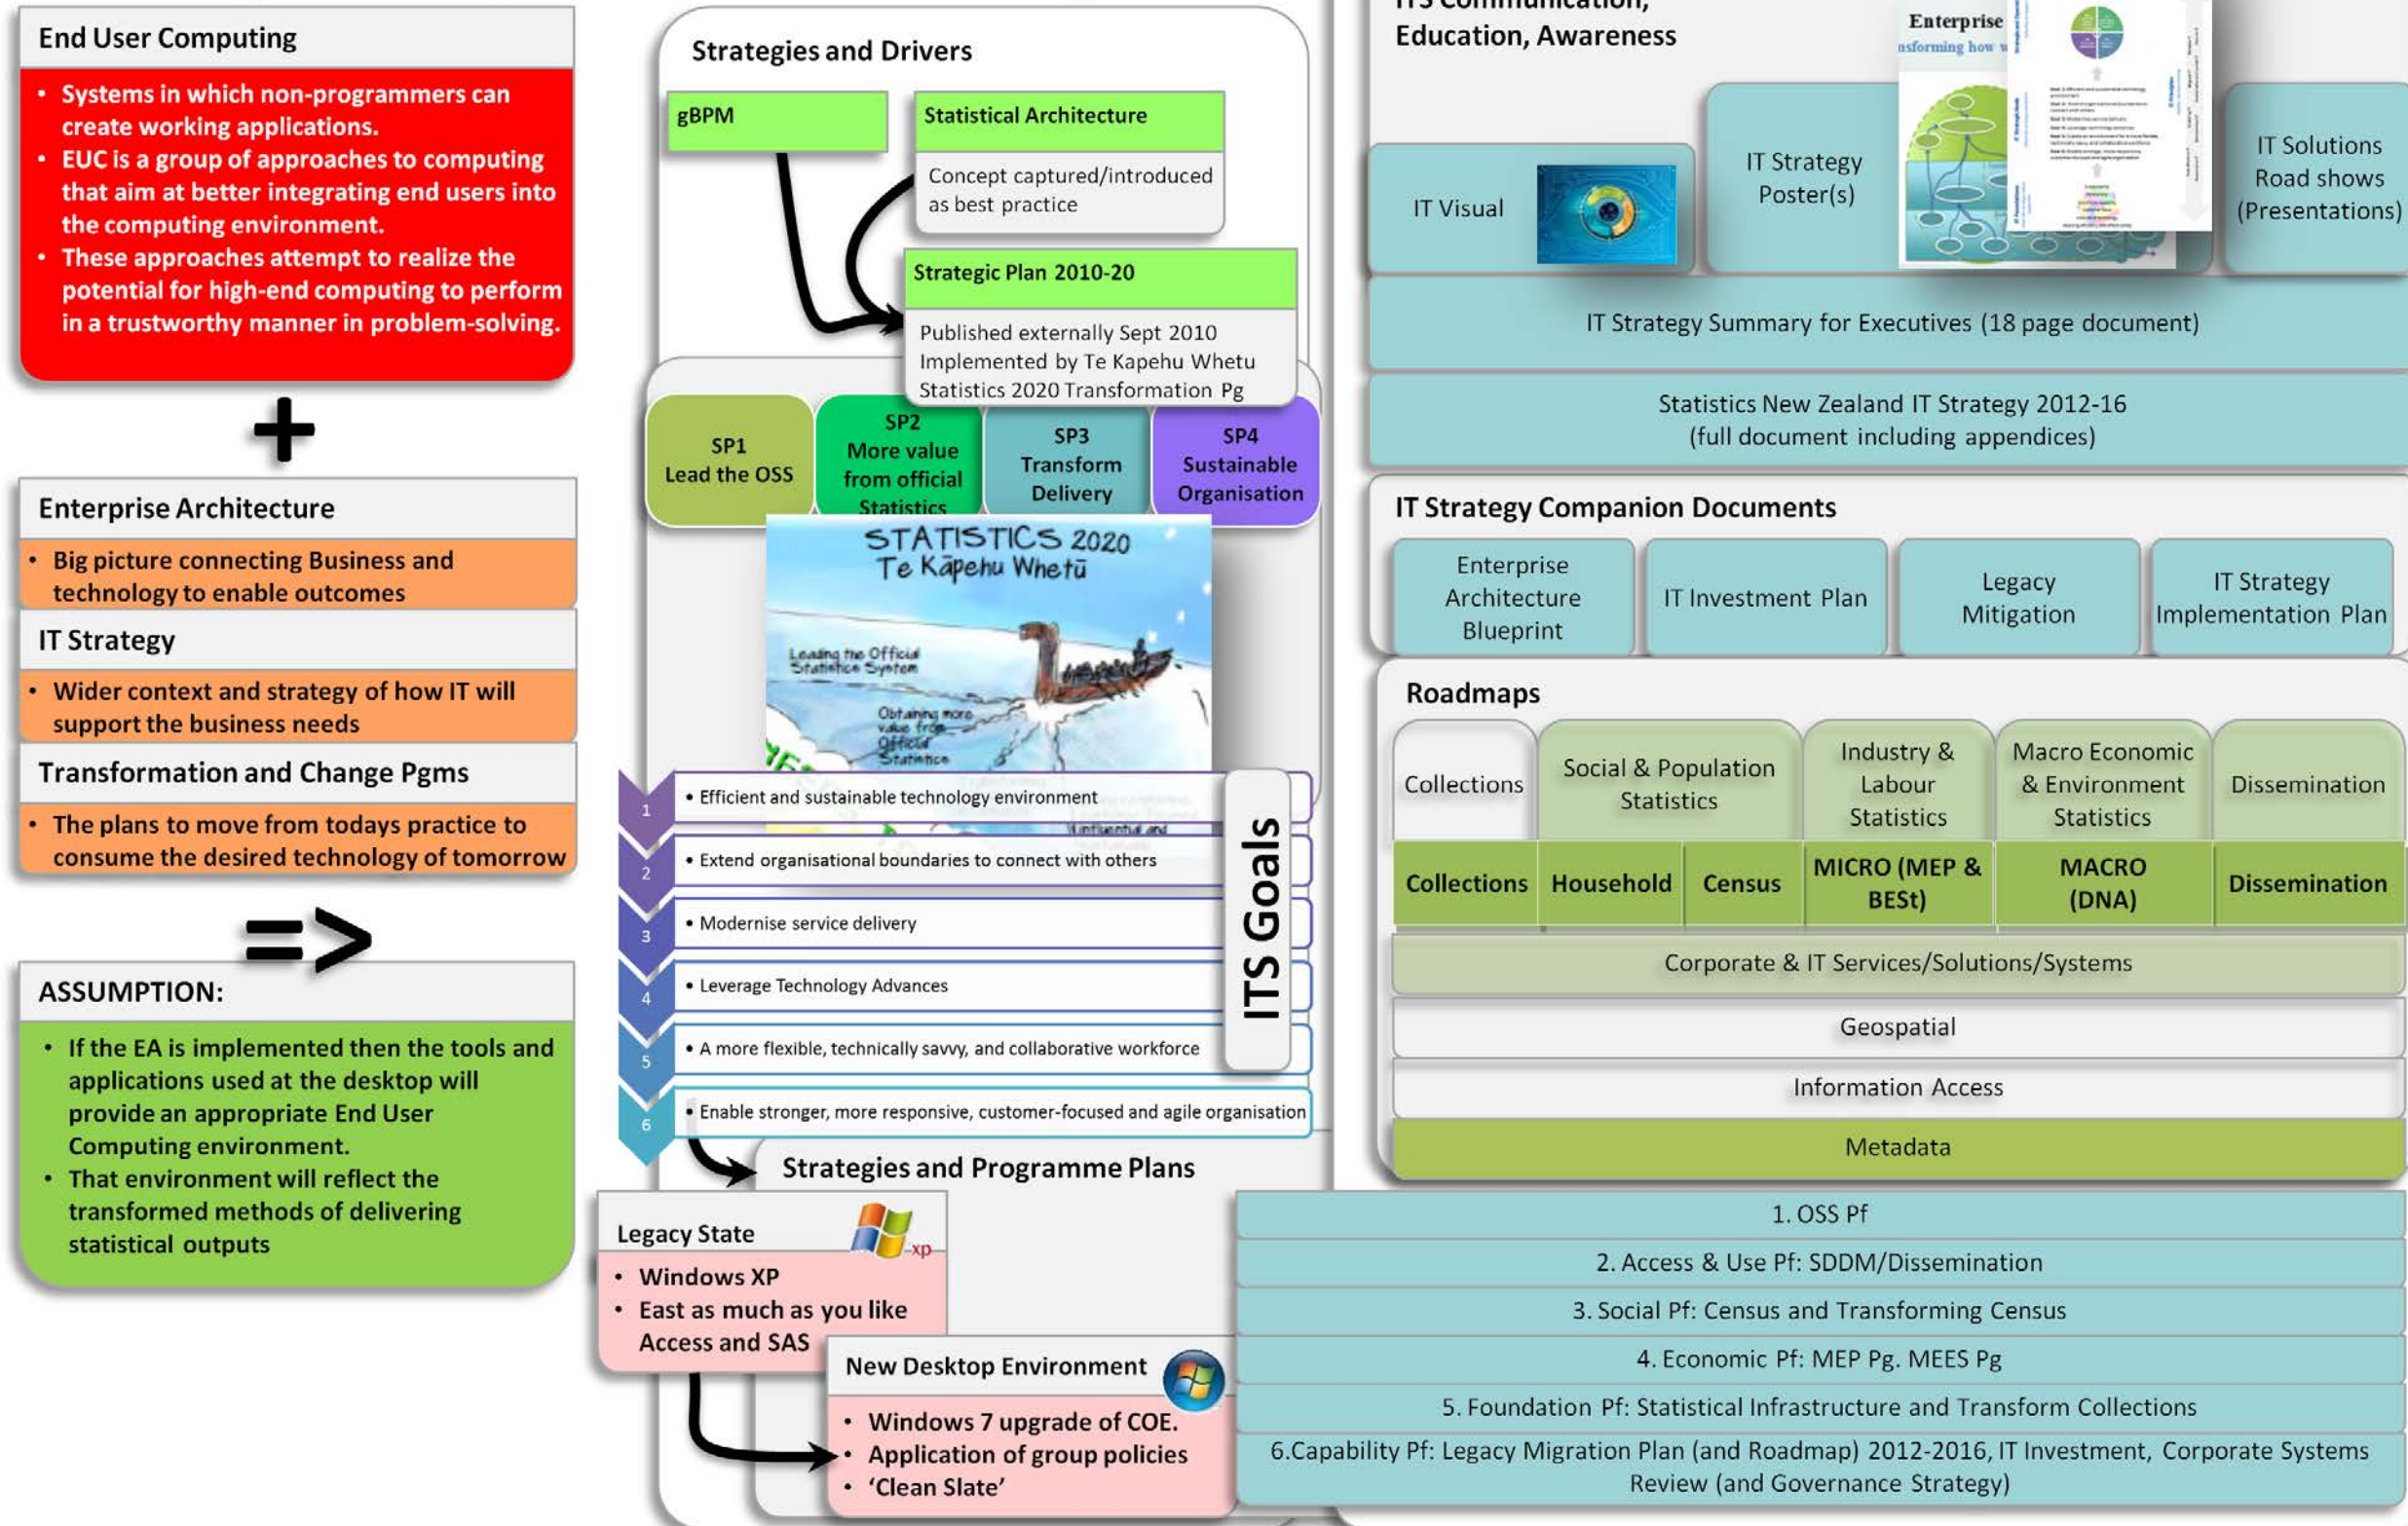 End User Computing
• Systems in which non-programmers can
create working applications.
• EUC is a group of approaches to computing
that aim at better integrating end users into
the computing environment.
• These approaches attempt to realize the
potential for high-end computing to perform
in a trustworthy manner in problem-solving.
+
Enterprise Architecture
• Big picture connecting Business and
technology to enable outcomes
IT Strategy
• Wider context and strategy of how IT will
support the business needs
Transformation and Change Pgms
• The plans to move from todays practice to
consume the desired technology of tomorrow
=>
ASSUMPTION:
• If the EA is implemented then the tools and
applications used at the desktop will
provide an appropriate End User
Computing environment.
• That environment will reflect the
transformed methods of delivering
statistical outputs
Strategies and Drivers
gBPM
Statistical Architecture
Concept captured/introduced
as best practice
Strategic Plan 2010-20
Published externally Sept 2010
Implemented by Te Kapehu Whetu
Statistics 2020 Transformation Pg
SP1
Lead the OSS
SP2
More value
from official
Statistics
SP3
Transform
Delivery
SP4
Sustainable
Organisation
STATISTICS 2020
Te Kāpehu Whetū
Leading the Official
Statistics System
Obtaining more
value from
Official
Statistics
influential and
1
• Efficient and sustainable technology environment
2
• Extend organisational boundaries to connect with others
3
• Modernise service delivery
4
• Leverage Technology Advances
5
• A more flexible, technically savvy, and collaborative workforce
6
• Enable stronger, more responsive, customer-focused and agile organisation
ITS Goals
Strategies and Programme Plans
Legacy State
xp
• Windows XP
• East as much as you like
Access and SAS
New Desktop Environment
• Windows 7 upgrade of COE.
• Application of group policies
• ‘Clean Slate’
ITS Communication,
Education, Awareness
IT Visual
IT Strategy
Poster(s)
Enterprise
nsforming how w
IT Solutions
Road shows
(Presentations)
IT Strategy Summary for Executives (18 page document)
Statistics New Zealand IT Strategy 2012-16
(full document including appendices)
IT Strategy Companion Documents
Enterprise
Architecture
Blueprint
IT Investment Plan
Legacy
Mitigation
IT Strategy
Implementation Plan
Roadmaps
Collections
Social & Population
Statistics
Industry &
Labour
Statistics
Macro Economic
& Environment
Statistics
Dissemination
Collections
Household
Census
MICRO (MEP &
BESt)
MACRO
(DNA)
Dissemination
Corporate & IT Services/Solutions/Systems
Geospatial
Information Access
Metadata
1. OSS Pf
2. Access & Use Pf: SDDM/Dissemination
3. Social Pf: Census and Transforming Census
4. Economic Pf: MEP Pg. MEES Pg
5. Foundation Pf: Statistical Infrastructure and Transform Collections
6.Capability Pf: Legacy Migration Plan (and Roadmap) 2012-2016, IT Investment, Corporate Systems
Review (and Governance Strategy)